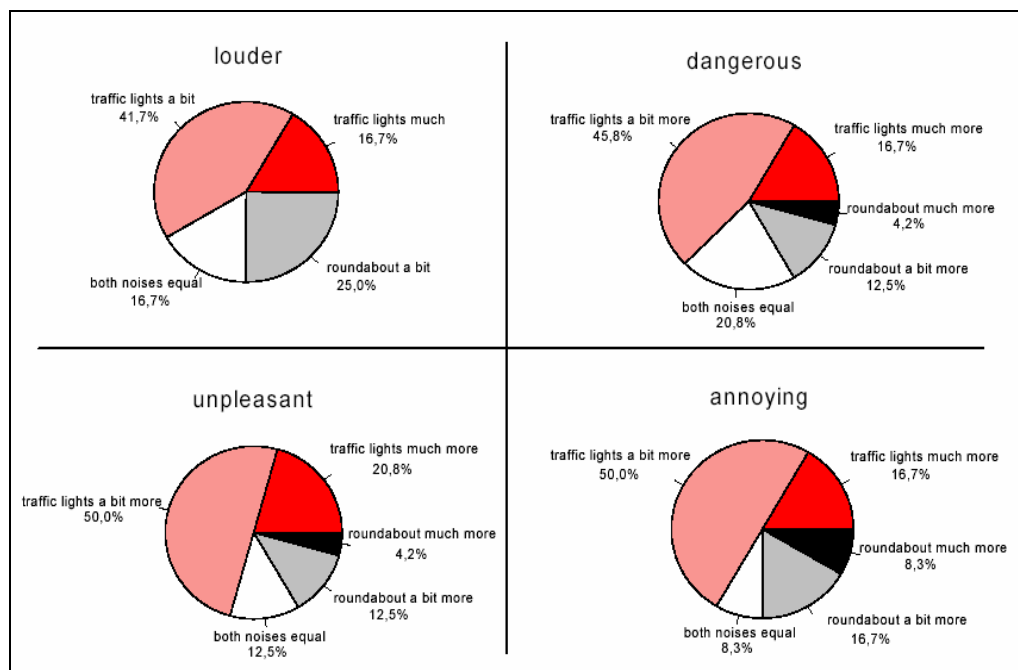 louder
traffic lights a bit
41,7%
traffic lights much
16,7%
both noises equal
16,7%
roundabout a bit
25,0%
dangerous
traffic lights a bit more
45,8%
traffic lights much more
16,7%
roundabout much more
4,2%
roundabout a bit more
12,5%
both noises equal
20,8%
unpleasant
traffic lights much more
20,8%
traffic lights a bit more
50,0%
roundabout much more
4,2%
roundabout a bit more
12,5%
both noises equal
12,5%
annoying
traffic lights a bit more
50,0%
traffic lights much more
16,7%
roundabout much more
8,3%
roundabout a bit more
16,7%
both noises equal
8,3%